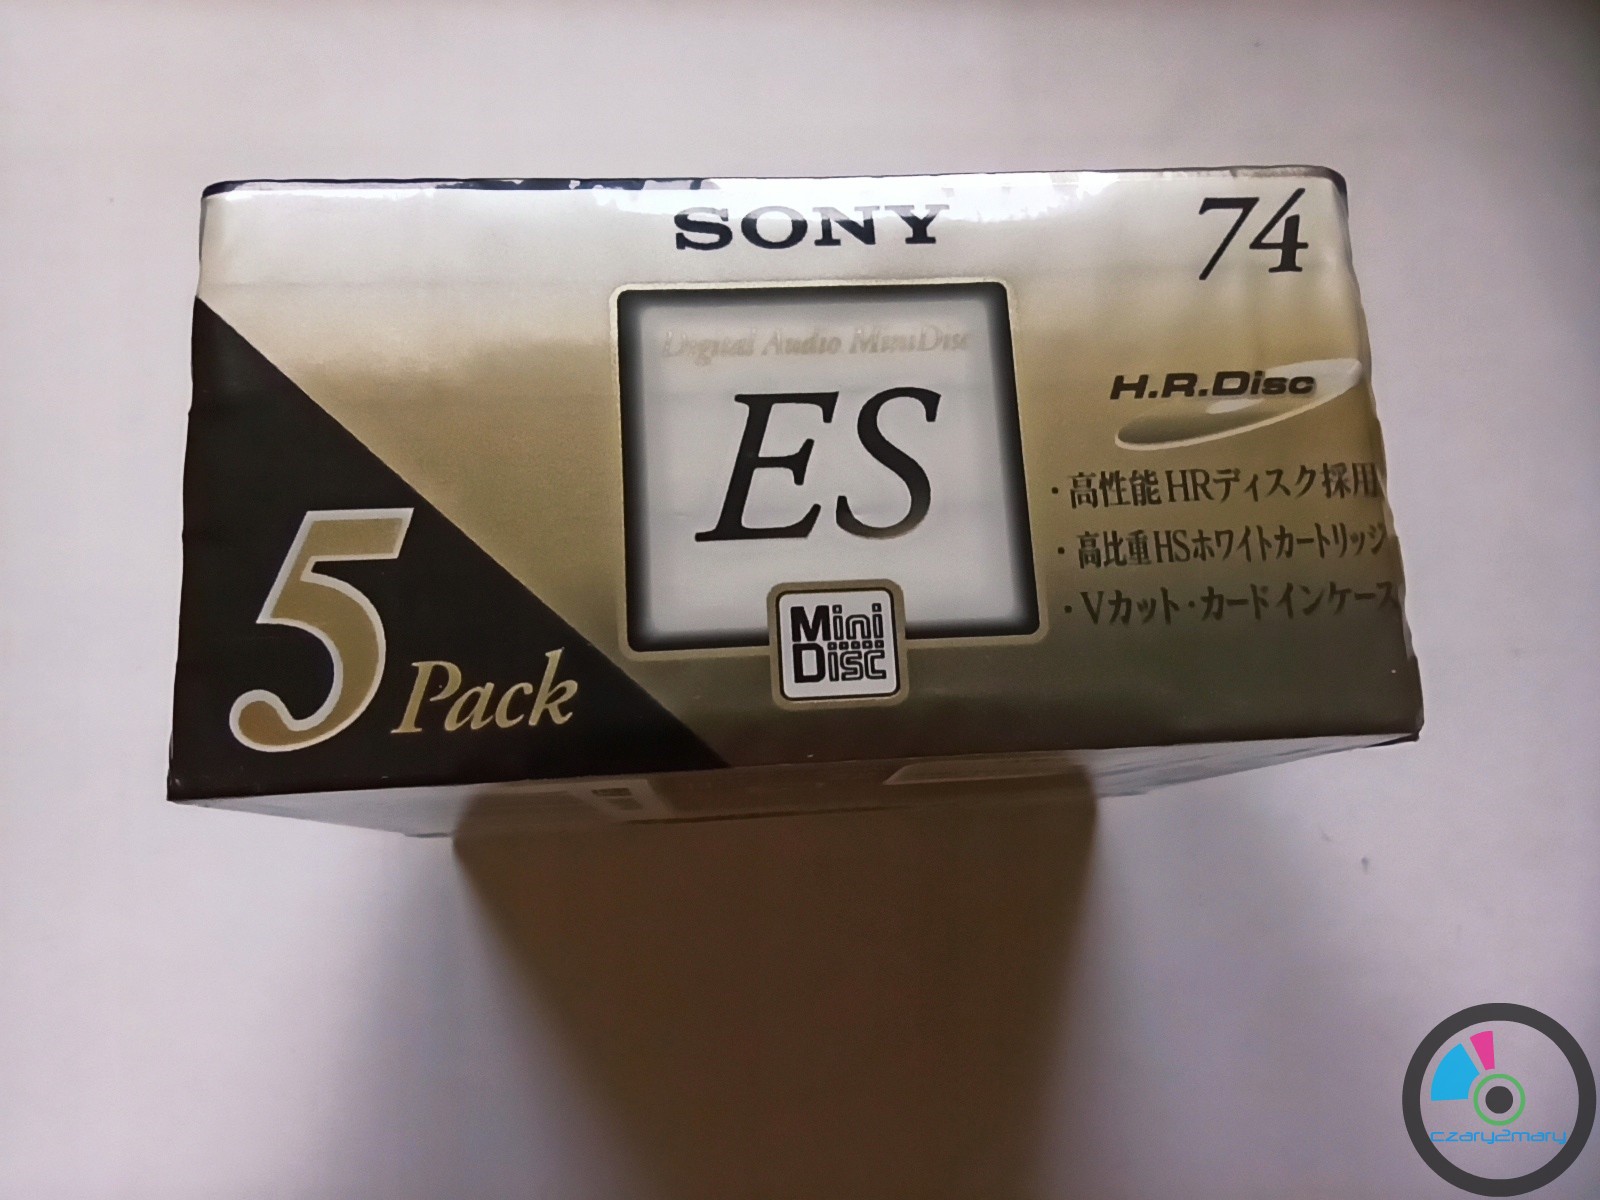 SONY
74
Digital Audio MiniDisc
ES
H.R.Disc
・高性能HRディスク採用
・高比重HSホワイトカートリッジ
・Vカット・カードインケース
5 Pack
Mini
Disc
czary2mary